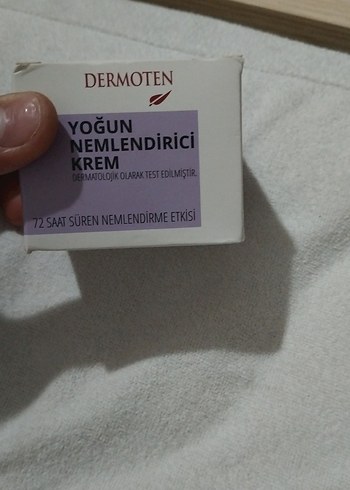 DERMOTEN
YOĞUN
NEMLENDİRİCİ
KREM
DERMATOLOJİK OLARAK TEST EDİLMİŞTİR.
72 SAAT SÜREN NEMLENDİRME ETKİSİ